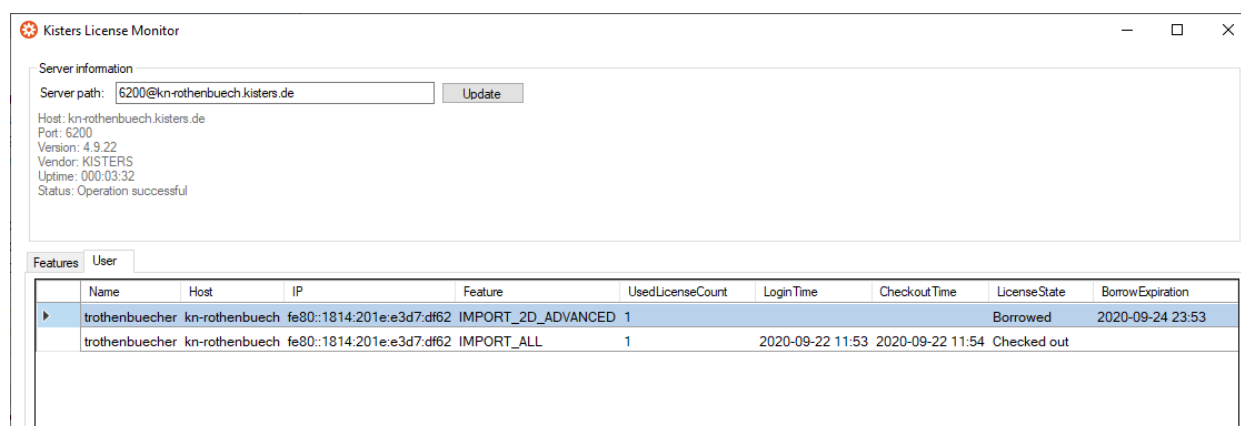 Kisters License Monitor
Server information
Server path: 6200@kn-rothenbuech.kisters.de Update
Host: kn-rothenbuech.kisters.de
Port: 6200
Version: 4.9.22
Vendor: KISTERS
Uptime: 000:03:32
Status: Operation successful
Features User
Name Host IP Feature UsedLicenseCount LoginTime CheckoutTime LicenseState BorrowExpiration
trothenbuecher kn-rothenbuech fe80::1814:201e:e3d7:df62 IMPORT_2D_ADVANCED 1 Borrowed 2020-09-24 23:53
trothenbuecher kn-rothenbuech fe80::1814:201e:e3d7:df62 IMPORT_ALL 1 2020-09-22 11:53 2020-09-22 11:54 Checked out